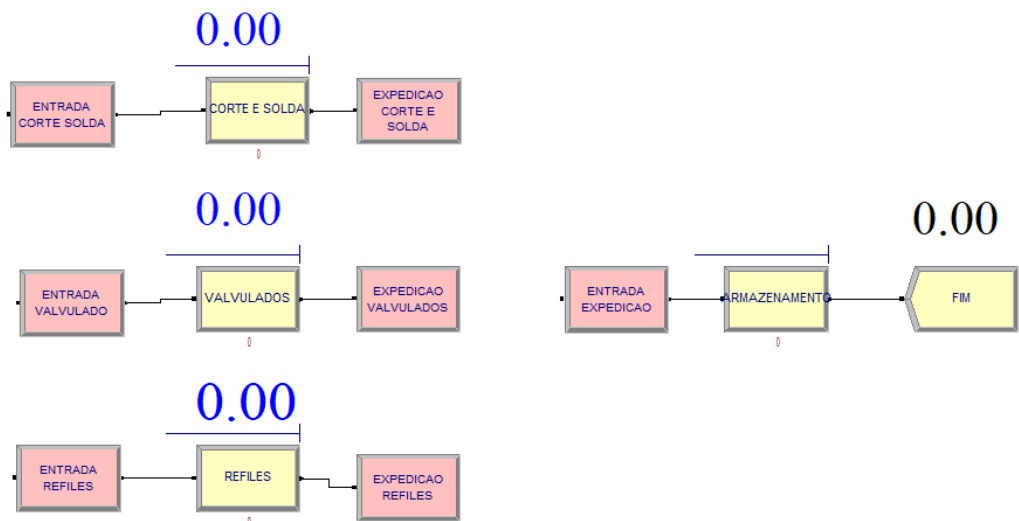 0.00
ENTRADA
CORTE SOLDA
CORTE E SOLDA
EXPEDICAO
CORTE E
SOLDA
0
0.00
ENTRADA
VALVULADO
VALVULADOS
EXPEDICAO
VALVULADOS
0
0.00
ENTRADA
EXPEDICAO
ARMAZENAMENTO
FIM
0
0.00
ENTRADA
REFILES
REFILES
EXPEDICAO
REFILES
0